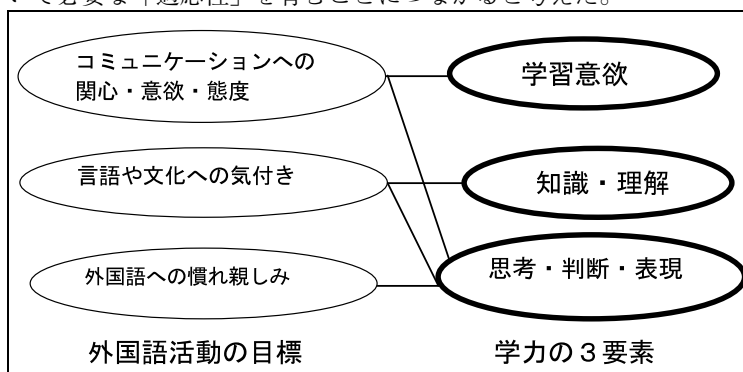 いて必要な「適応性」を育むことにつながると考えた。
コミュニケーションへの
関心・意欲・態度
学習意欲
言語や文化への気付き
知識・理解
外国語への慣れ親しみ
思考・判断・表現
外国語活動の目標
学力の３要素